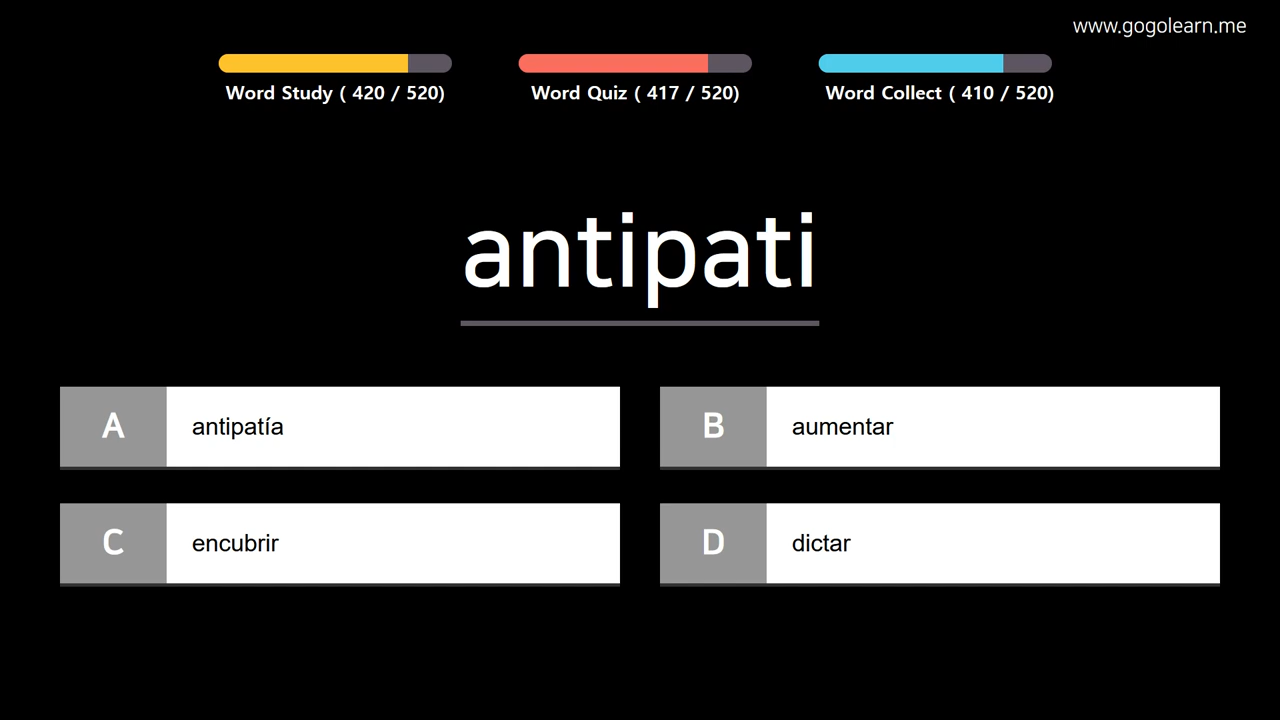 www.gogolearn.me
Word Study ( 420 / 520)
Word Quiz ( 417 / 520)
Word Collect ( 410 / 520)
antipati
A
antipatía
B
aumentar
C
encubrir
D
dictar